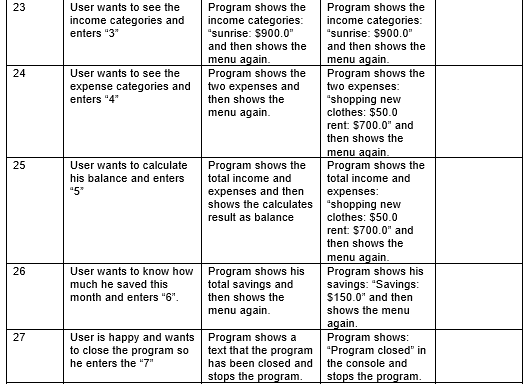 23
User wants to see the
income categories and
enters “3”
Program shows the
income categories:
“sunrise: $900.0”
and then shows the
menu again.
Program shows the
income categories:
“sunrise: $900.0”
and then shows the
menu again.
24
User wants to see the
expense categories and
enters “4”
Program shows the
two expenses and
then shows the
menu again.
Program shows the
two expenses:
“shopping new
clothes: $50.0
rent: $700.0” and
then shows the
menu again.
25
User wants to calculate
his balance and enters
“5”
Program shows the
total income and
expenses and then
shows the calculates
result as balance
Program shows the
total income and
expenses:
“shopping new
clothes: $50.0
rent: $700.0” and
then shows the
menu again.
26
User wants to know how
much he saved this
month and enters “6”.
Program shows his
total savings and
then shows the
menu again.
Program shows his
savings: “Savings:
$150.0” and then
shows the menu
again.
27
User is happy and wants
to close the program so
he enters the “7”
Program shows a
text that the program
has been closed and
stops the program.
Program shows:
“Program closed” in
the console and
stops the program.